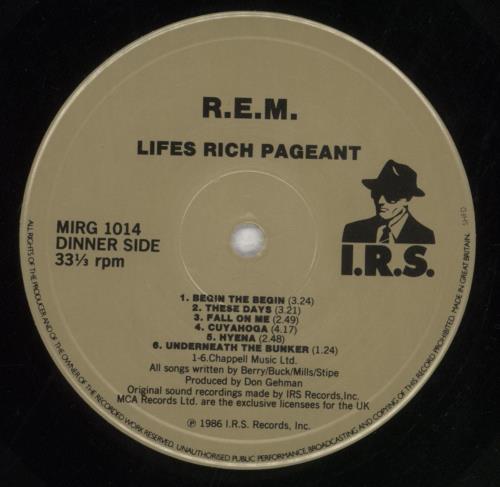 R.E.M.
LIFES RICH PAGEANT
MIRG 1014
DINNER SIDE
33⅓ rpm
I.R.S.
SHFD
1. BEGIN THE BEGIN (3.24)
2. THESE DAYS (3.21)
3. FALL ON ME (2.49)
4. CUYAHOGA (4.17)
5. HYENA (2.49)
6. UNDERNEATH THE BUNKER (1.24)
1-6.Chappell Music Ltd.
All songs written by Berry/Buck/Mills/Stipe
Produced by Don Gehman
Original sound recordings made by IRS Records,Inc.
MCA Records Ltd. are the exclusive licensees for the UK
℗ 1986 I.R.S. Records, Inc.
ALL RIGHTS OF THE PRODUCER AND OF THE OWNER OF THE RECORDED WORK RESERVED. UNAUTHORISED PUBLIC PERFORMANCE, BROADCASTING AND COPYING OF THIS RECORD PROHIBITED. MADE IN GREAT BRITAIN.